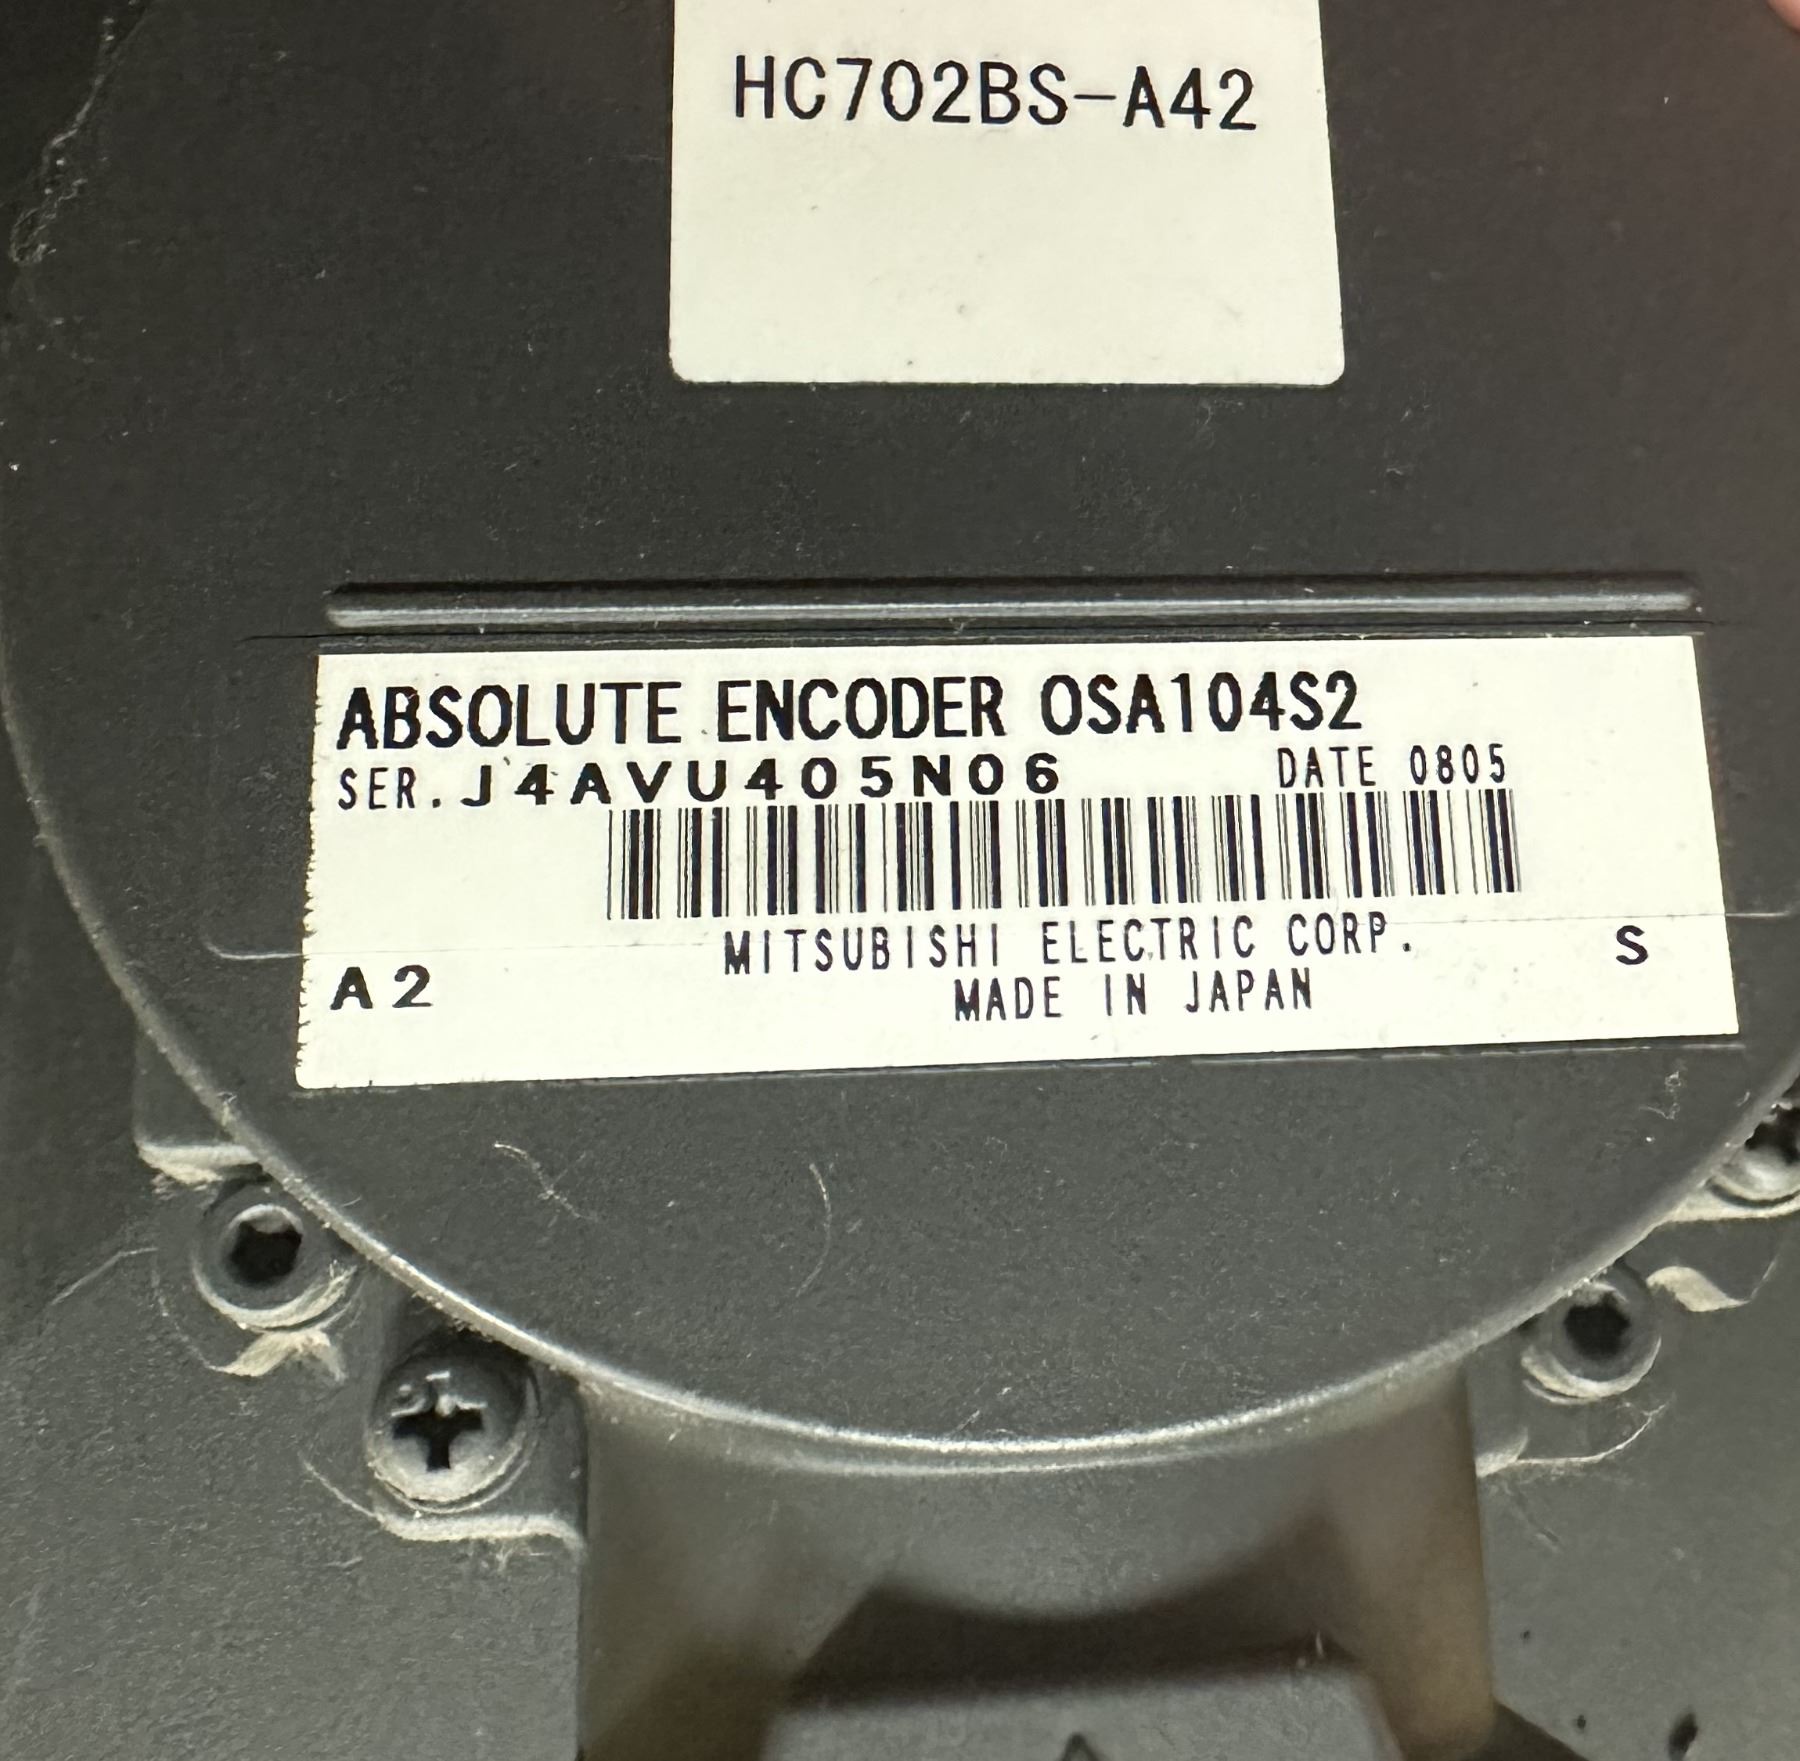 HC702BS-A42
ABSOLUTE ENCODER OSA104S2
SER. J4AVU405N06 DATE 0805
MITSUBISHI ELECTRIC CORP. S
A2 MADE IN JAPAN